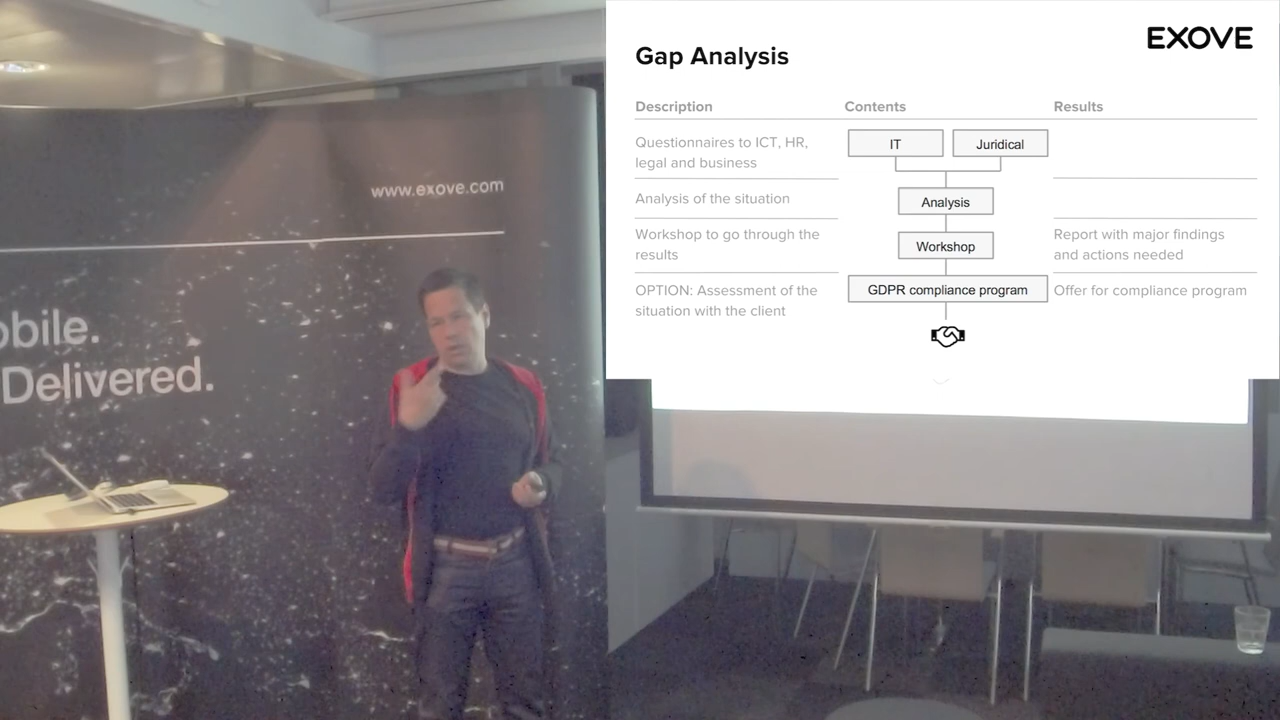 www.exove.com
obile.
Delivered.
EXOVE
Gap Analysis
Description
Contents
Results
Questionnaires to ICT, HR,
legal and business
IT
Juridical
Analysis of the situation
Analysis
Workshop to go through the
results
Workshop
Report with major findings
and actions needed
OPTION: Assessment of the
situation with the client
GDPR compliance program
Offer for compliance program